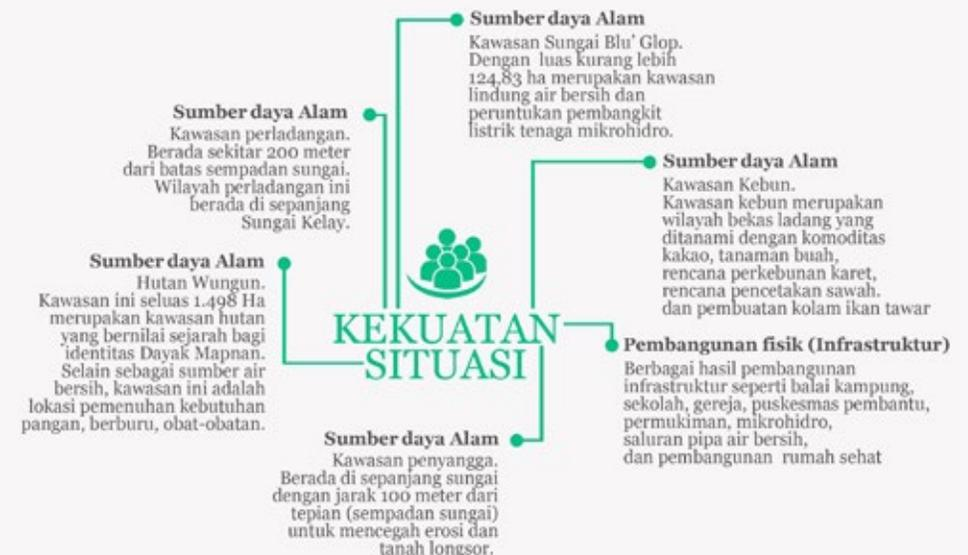 Sumber daya Alam
Kawasan Sungai Blu' Glop.
Dengan luas kurang lebih
124,83 ha merupakan kawasan
lindung air bersih dan
peruntukan pembangkit
listrik tenaga mikrohidro.
Sumber daya Alam
Kawasan perladangan.
Berada sekitar 200 meter
dari batas sempadan sungai.
Wilayah perladangan ini
berada di sepanjang
Sungai Kelay.
Sumber daya Alam
Kawasan Kebun.
Kawasan kebun merupakan
wilayah bekas ladang yang
ditanami dengan komoditas
kakao, tanaman buah,
rencana perkebunan karet,
rencana pencetakan sawah.
dan pembuatan kolam ikan tawar
Sumber daya Alam
Hutan Wungun.
Kawasan ini seluas 1.498 Ha
merupakan kawasan hutan
yang bernilai sejarah bagi
identitas Dayak Mapnan.
Selain sebagai sumber air
bersih, kawasan ini adalah
lokasi pemenuhan kebutuhan
pangan, berburu, obat-obatan.
KEKUATAN
SITUASI
Pembangunan fisik (Infrastruktur)
Berbagai hasil pembangunan
infrastruktur seperti balai kampung,
sekolah, gereja, puskesmas pembantu,
permukiman, mikrohidro,
saluran pipa air bersih,
dan pembangunan rumah sehat
Sumber daya Alam
Kawasan penyangga.
Berada di sepanjang sungai
dengan jarak 100 meter dari
tepian (sempadan sungai)
untuk mencegah erosi dan
tanah longsor.